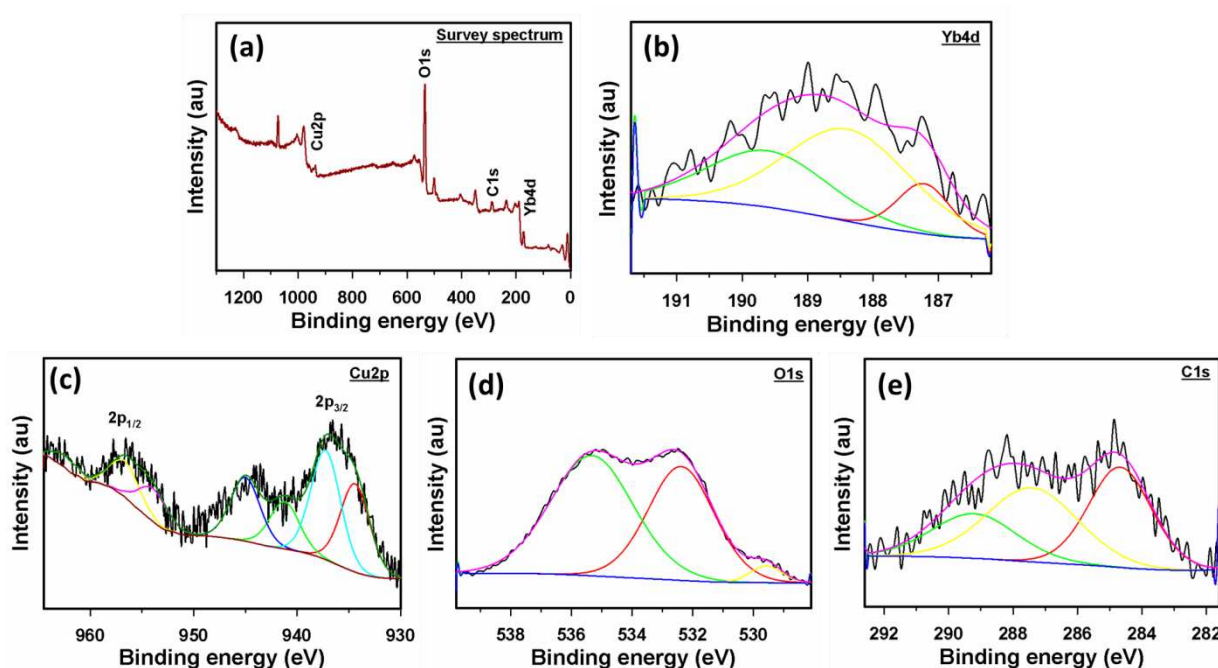 (a)
Survey spectrum
Cu2p
O1s
C1s
Yb4d
Intensity (au)
1200 1000 800 600 400 200 0
Binding energy (eV)
(b)
Yb4d
Intensity (au)
191 190 189 188 187
Binding energy (eV)
(c)
Cu2p
2p1/2
2p3/2
Intensity (au)
960 950 940 930
Binding energy (eV)
(d)
O1s
Intensity (au)
538 536 534 532 530
Binding energy (eV)
(e)
C1s
Intensity (au)
292 290 288 286 284 282
Binding energy (eV)